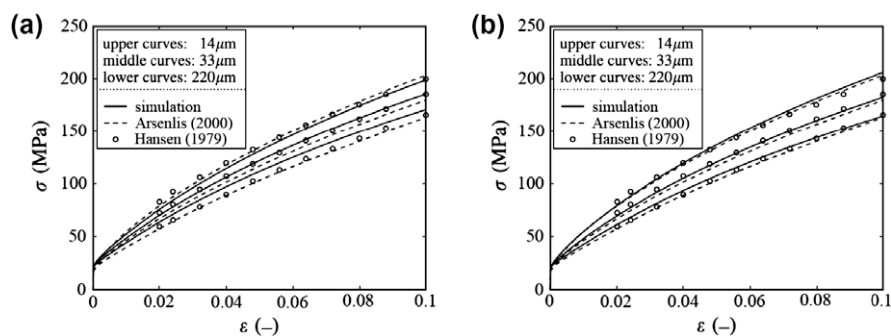 (a)
upper curves: 14μm
middle curves: 33μm
lower curves: 220μm
simulation
Arsenlis (2000)
Hansen (1979)
σ (MPa)
200
150
100
50
0
0
0.02
0.04
0.06
0.08
0.1
ε (–)
(b)
upper curves: 14μm
middle curves: 33μm
lower curves: 220μm
simulation
Arsenlis (2000)
Hansen (1979)
σ (MPa)
200
150
100
50
0
0
0.02
0.04
0.06
0.08
0.1
ε (–)